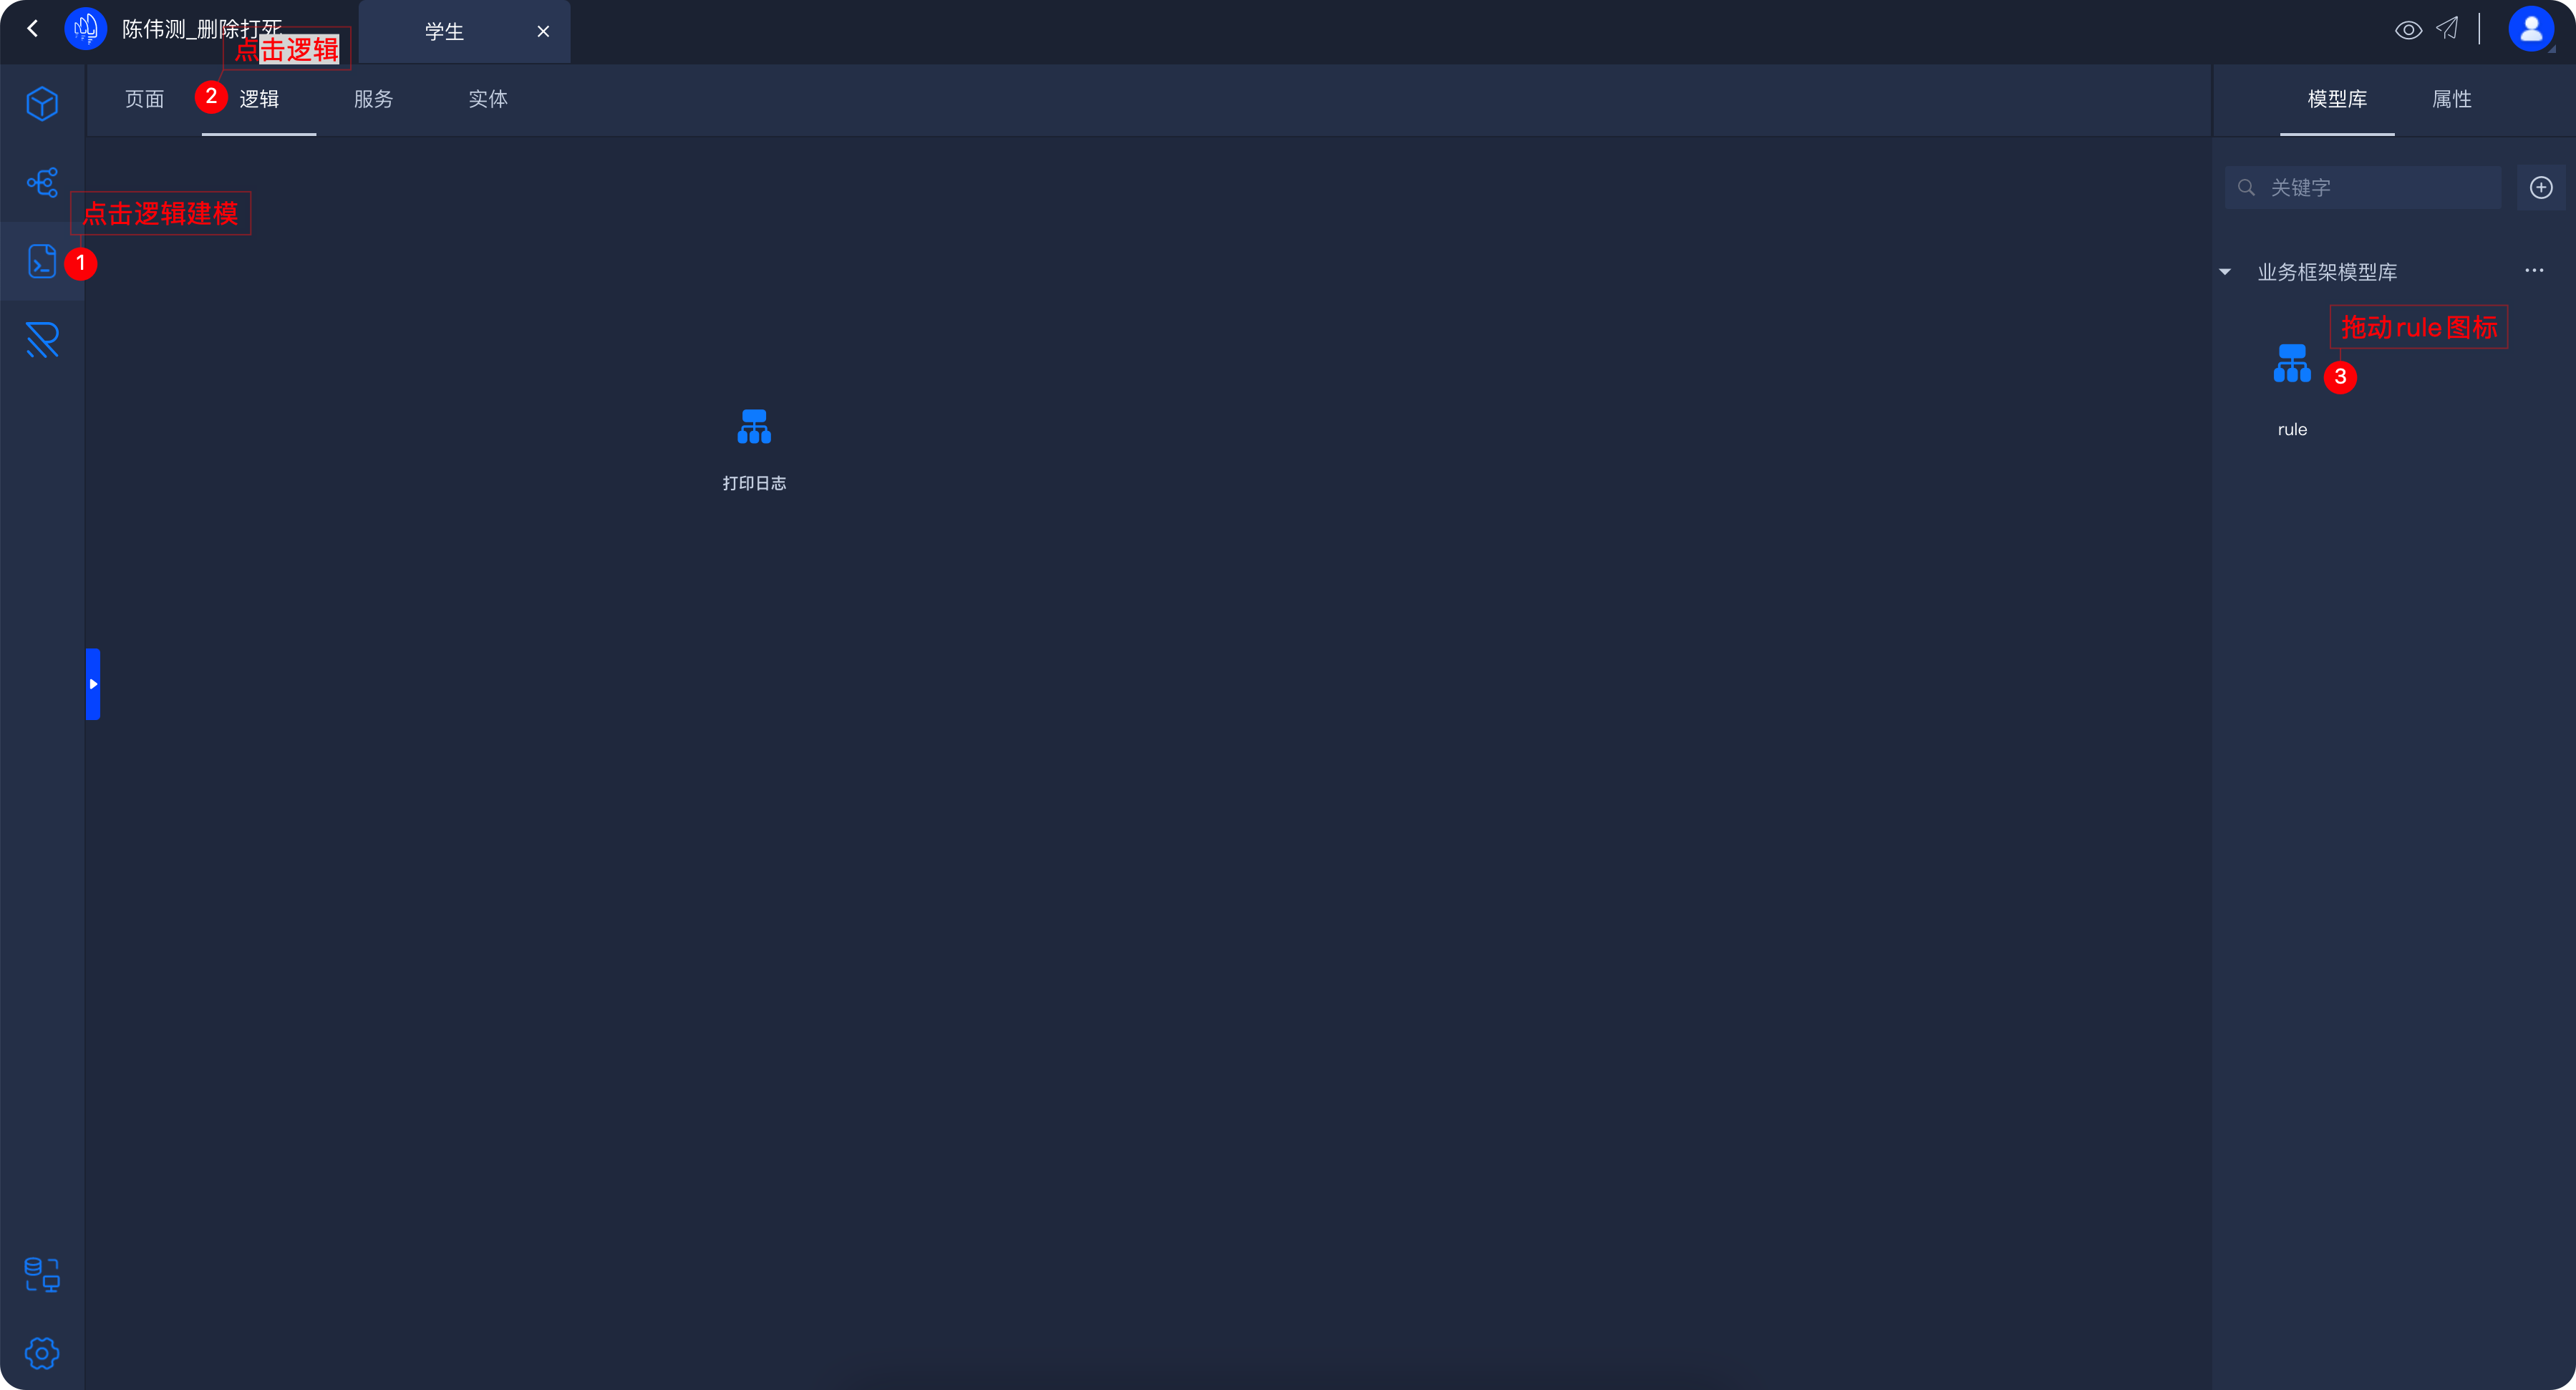 陈伟测_删除打死
点击逻辑
学生
页面
2
逻辑
服务
实体
模型库
属性
关键字
点击逻辑建模
1
业务框架模型库
拖动rule图标
3
rule
打印日志